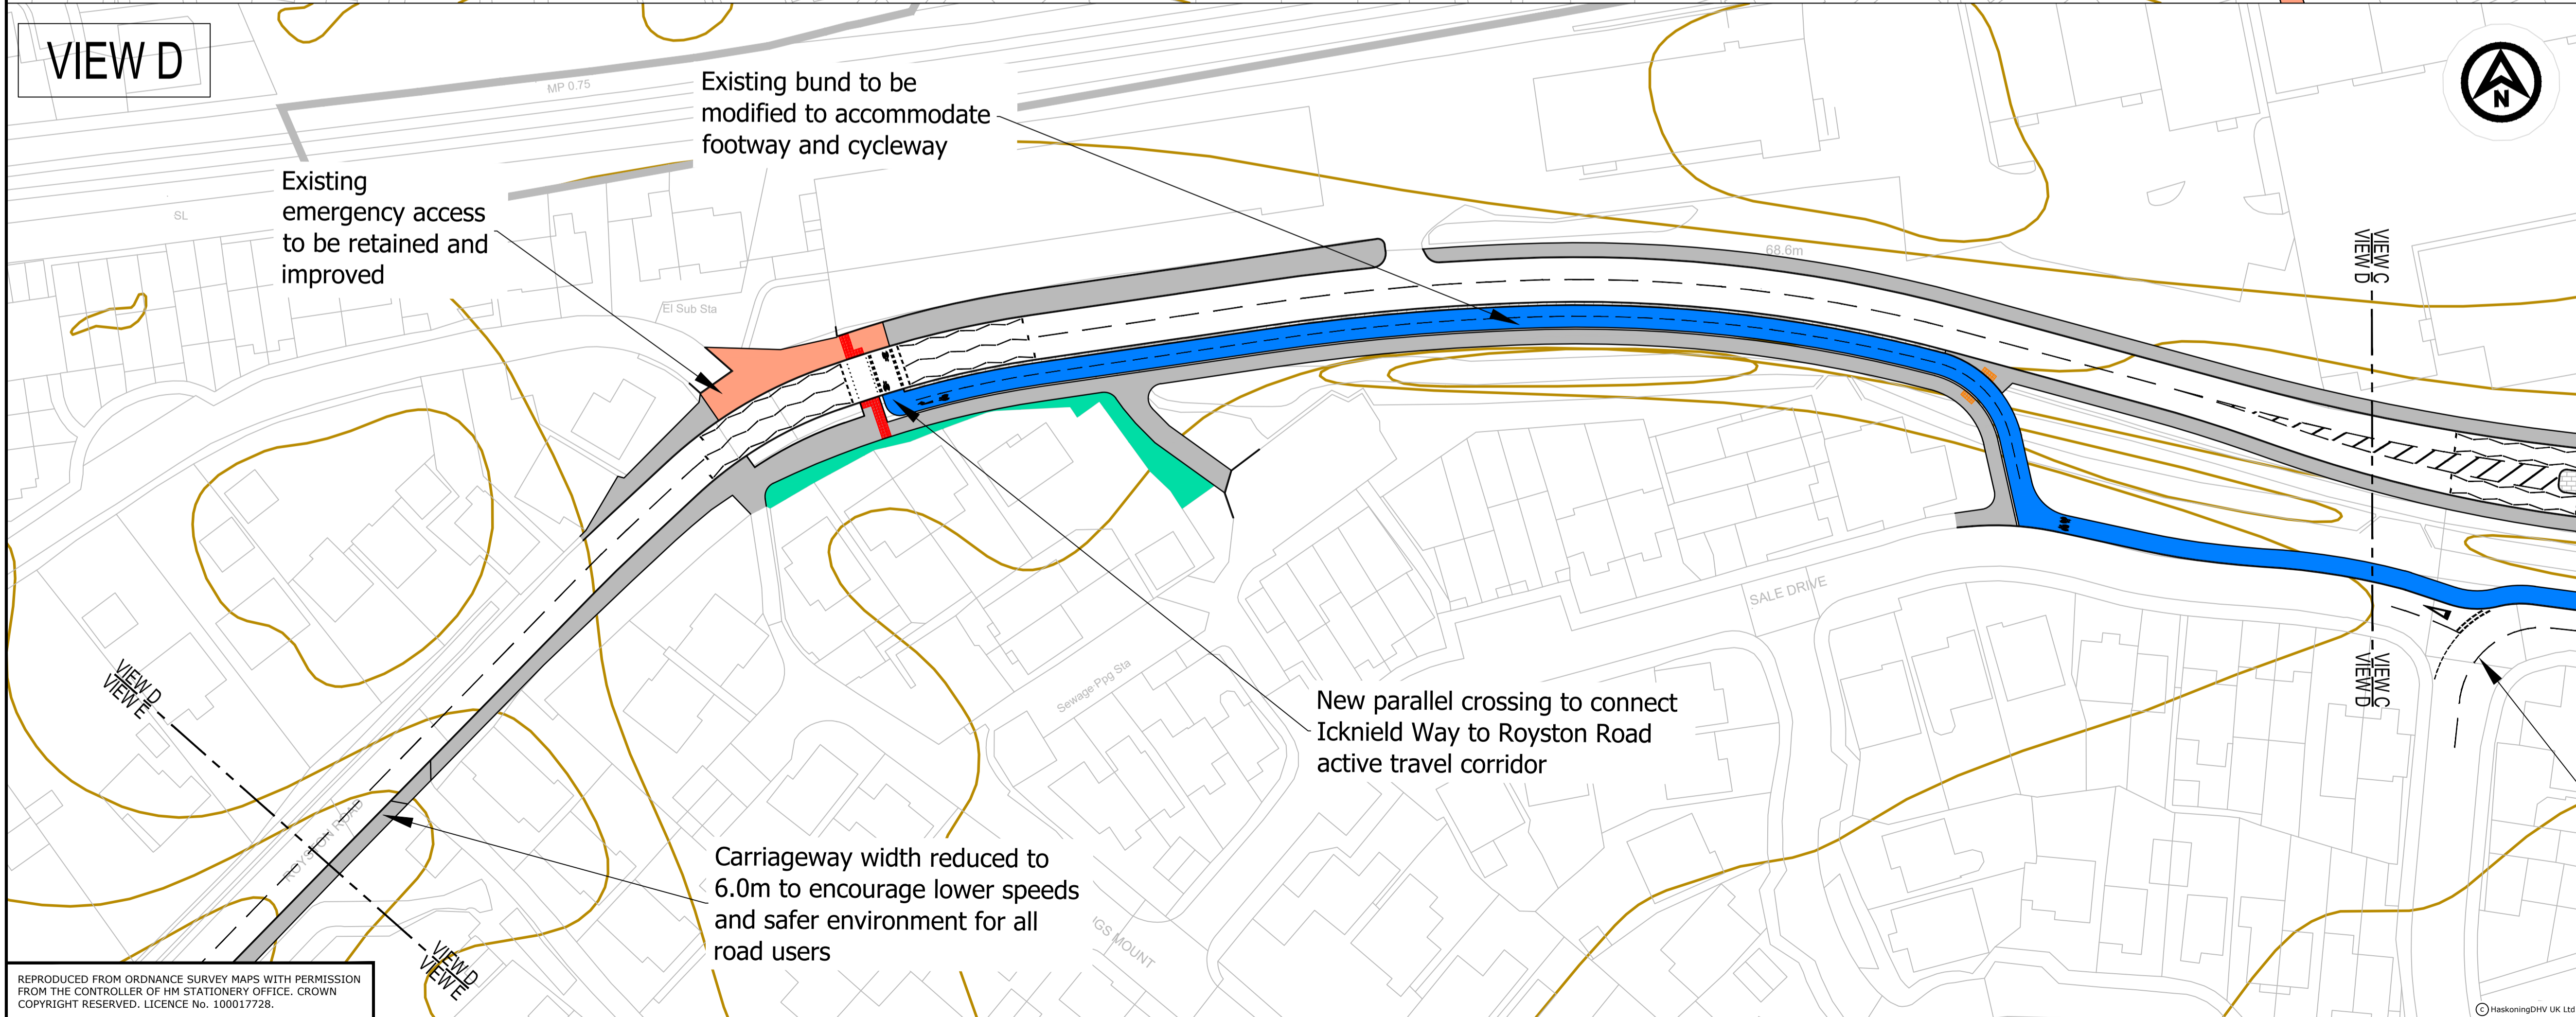 VIEW D
N
MP 0.75
SL
Existing bund to be
modified to accommodate
footway and cycleway
Existing
emergency access
to be retained and
improved
El Sub Sta
68.6m
VIEW C
VIEW D
SALE DRIVE
Sewage Ppg Sta
VIEW D
VIEW E
New parallel crossing to connect
Icknield Way to Royston Road
active travel corridor
VIEW C
VIEW D
ROYSTON ROAD
Carriageway width reduced to
6.0m to encourage lower speeds
and safer environment for all
road users
GS MOUNT
VIEW D
VIEW E
REPRODUCED FROM ORDNANCE SURVEY MAPS WITH PERMISSION
FROM THE CONTROLLER OF HM STATIONERY OFFICE. CROWN
COPYRIGHT RESERVED. LICENCE No. 100017728.
© HaskoningDHV UK Ltd